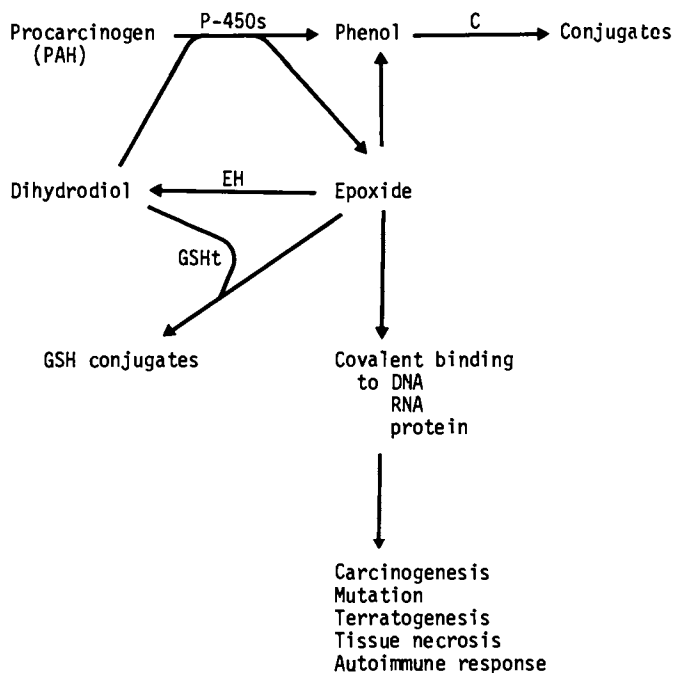 P-450s
C
Procarcinogen
(PAH)
Phenol
Conjugates
EH
Dihydrodiol
Epoxide
GSHt
GSH conjugates
Covalent binding
to DNA
RNA
protein
Carcinogenesis
Mutation
Terratogenesis
Tissue necrosis
Autoimmune response